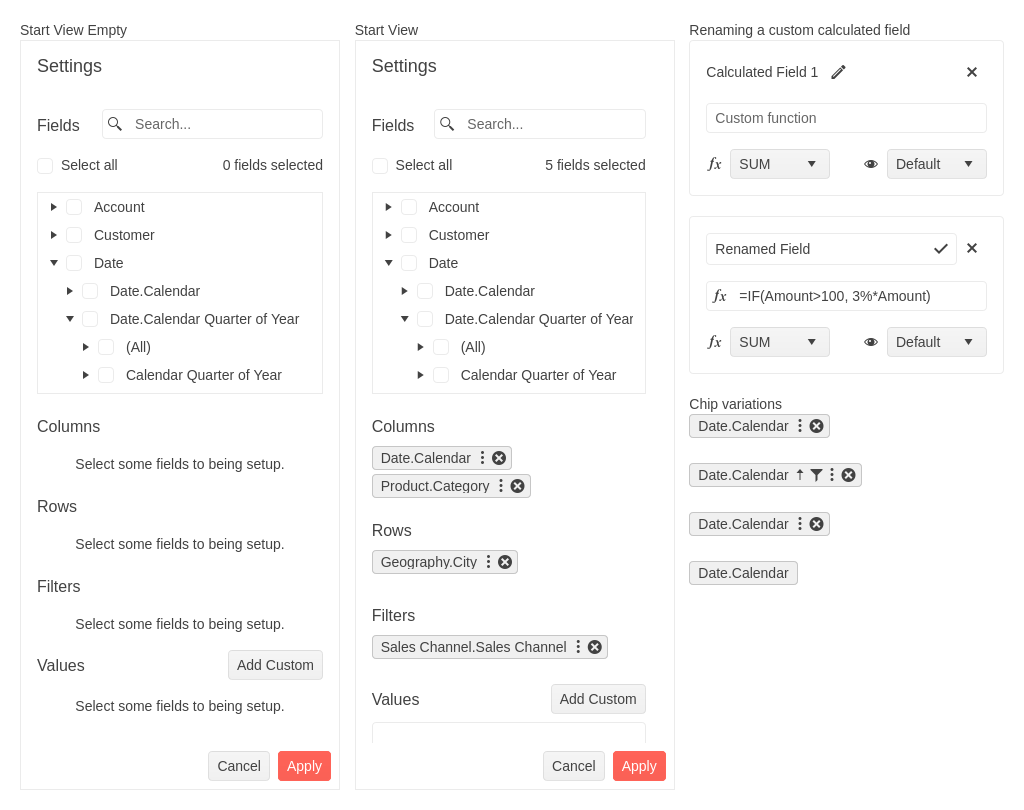 Start View Empty
Settings
Fields
Search...
Select all
0 fields selected
Account
Customer
Date
Date.Calendar
Date.Calendar Quarter of Year
(All)
Calendar Quarter of Year
Columns
Select some fields to being setup.
Rows
Select some fields to being setup.
Filters
Select some fields to being setup.
Values
Add Custom
Select some fields to being setup.
Cancel
Apply
Start View
Settings
Fields
Search...
Select all
5 fields selected
Account
Customer
Date
Date.Calendar
Date.Calendar Quarter of Year
(All)
Calendar Quarter of Year
Columns
Date.Calendar
Product.Category
Rows
Geography.City
Filters
Sales Channel.Sales Channel
Values
Add Custom
Cancel
Apply
Renaming a custom calculated field
Calculated Field 1
Custom function
fx SUM
Default
Renamed Field
fx =IF(Amount>100, 3%*Amount)
fx SUM
Default
Chip variations
Date.Calendar
Date.Calendar
Date.Calendar
Date.Calendar